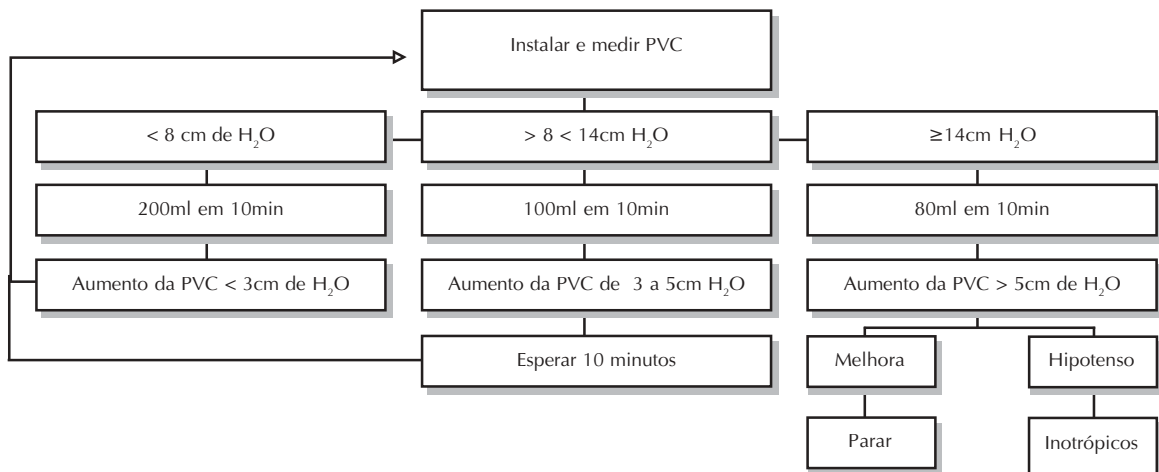 Instalar e medir PVC
< 8 cm de H₂O
> 8 < 14cm H₂O
≥14cm H₂O
200ml em 10min
100ml em 10min
80ml em 10min
Aumento da PVC < 3cm de H₂O
Aumento da PVC de 3 a 5cm H₂O
Aumento da PVC > 5cm de H₂O
Esperar 10 minutos
Melhora
Hipotenso
Parar
Inotrópicos